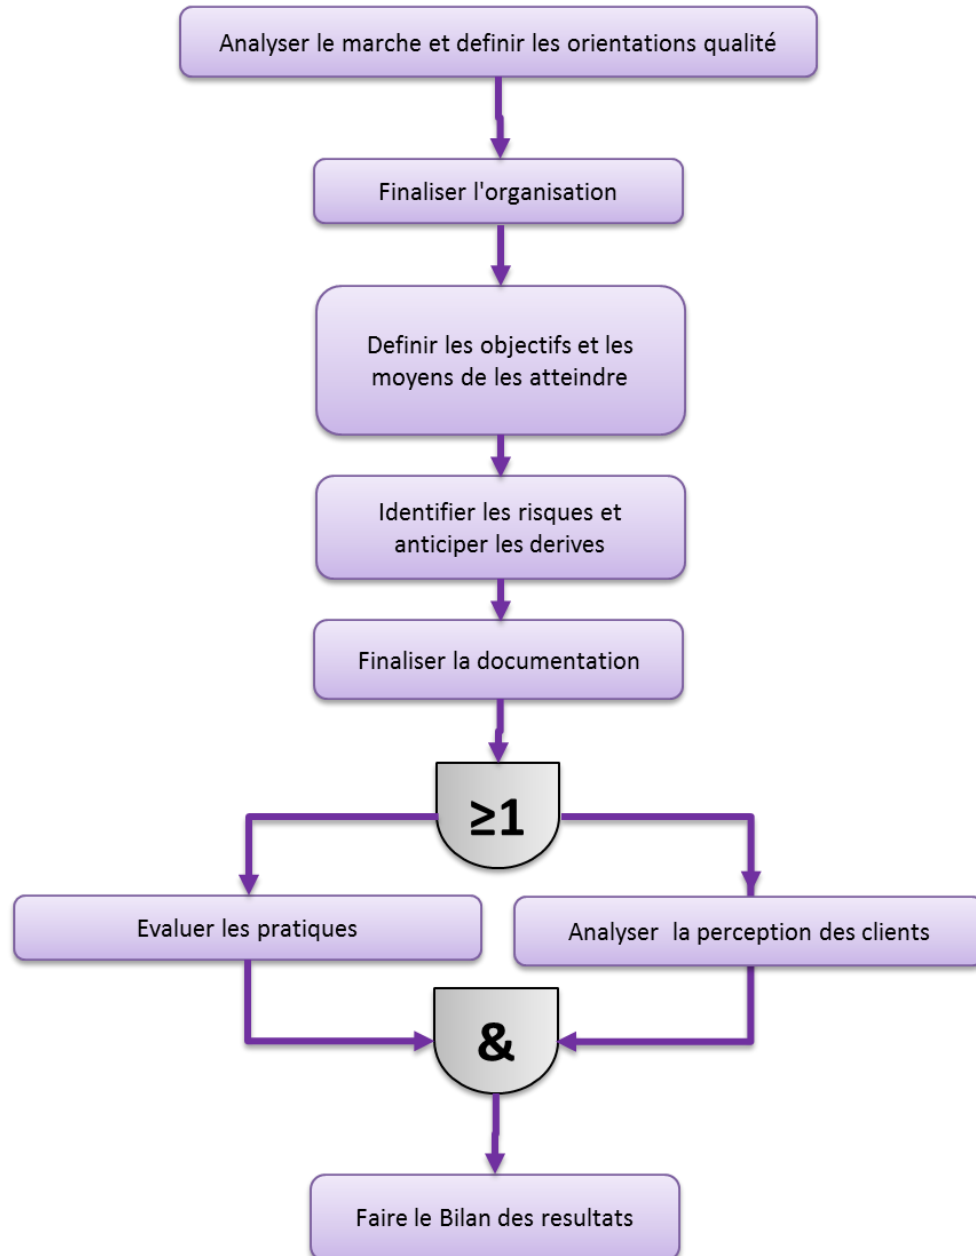 Analyser le marche et definir les orientations qualité
Finaliser l'organisation
Definir les objectifs et les
moyens de les atteindre
Identifier les risques et
anticiper les derives
Finaliser la documentation
≥1
Evaluer les pratiques
Analyser la perception des clients
&
Faire le Bilan des resultats